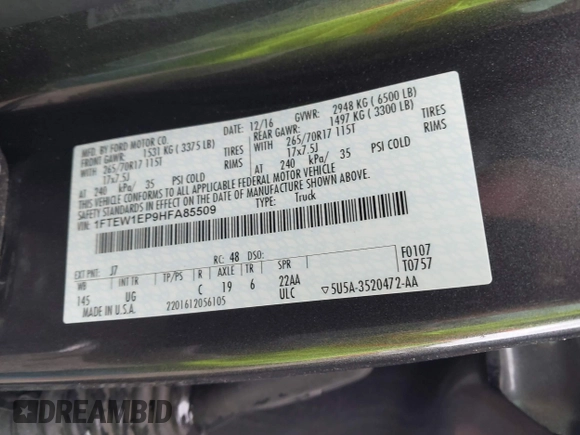 MFD. BY FORD MOTOR CO.
DATE: 12/16 GVWR: 2948 KG ( 6500 LB)
FRONT GAWR: 1531 KG ( 3375 LB) REAR GAWR: 1497 KG ( 3300 LB)
265/70R17 115T TIRES 265/70R17 115T TIRES
17x7.5J RIMS 17x7.5J RIMS
AT 240 kPa/ 35 PSI COLD AT 240 kPa/ 35 PSI COLD
THIS VEHICLE CONFORMS TO ALL APPLICABLE FEDERAL MOTOR VEHICLE
SAFETY STANDARDS IN EFFECT ON THE DATE OF MANUFACTURE SHOWN ABOVE.
VIN: 1FTEW1EP9HFA85509 TYPE: Truck
EXT PNT: J7 RC: 48 DSO:
WB INT TR TP/PS R AXLE TR SPR F0107
145 UG C 19 6 22AA T0757
MADE IN U.S.A. 2201612056105 ULC ▽5U5A-3520472-AA
DREAMBID